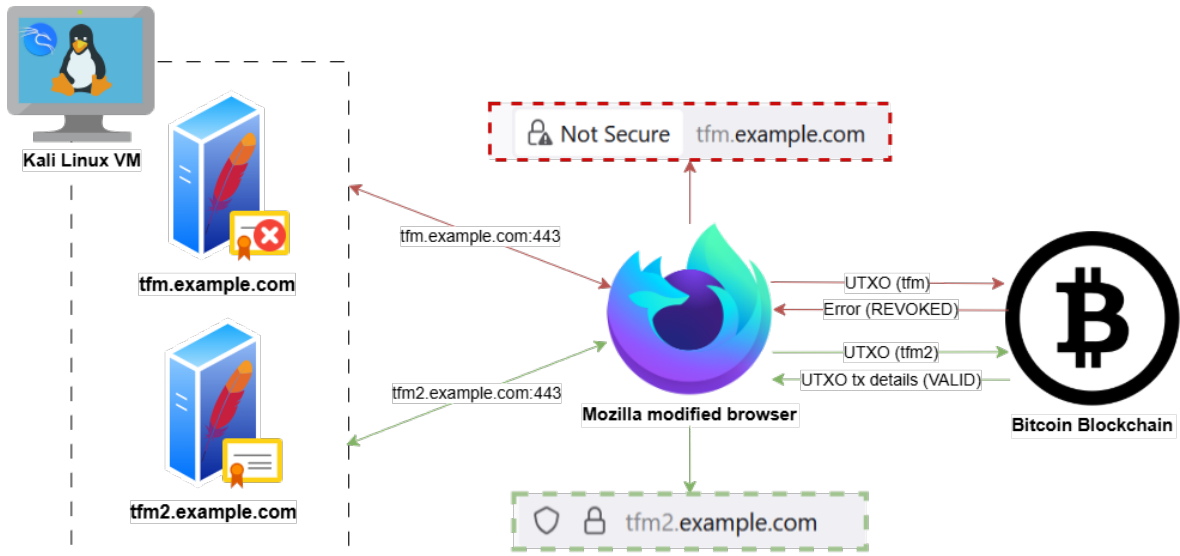 Kali Linux VM
tfm.example.com
tfm2.example.com
tfm.example.com:443
tfm2.example.com:443
Not Secure tfm.example.com
Mozilla modified browser
tfm2.example.com
UTXO (tfm)
Error (REVOKED)
UTXO (tfm2)
UTXO tx details (VALID)
Bitcoin Blockchain